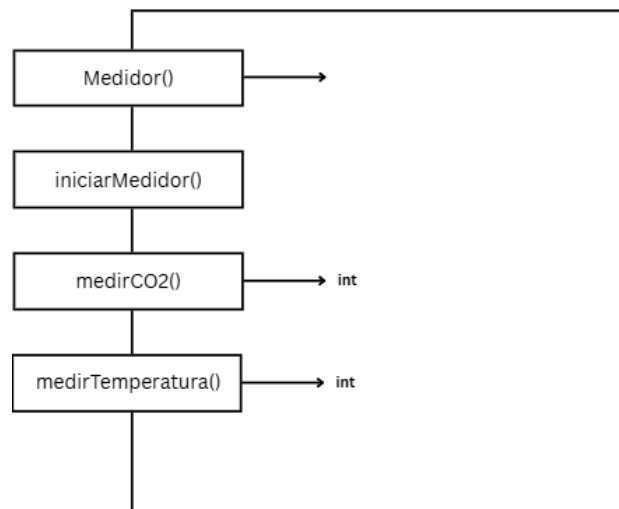 Medidor()
iniciarMedidor()
medirCO2()
int
medirTemperatura()
int